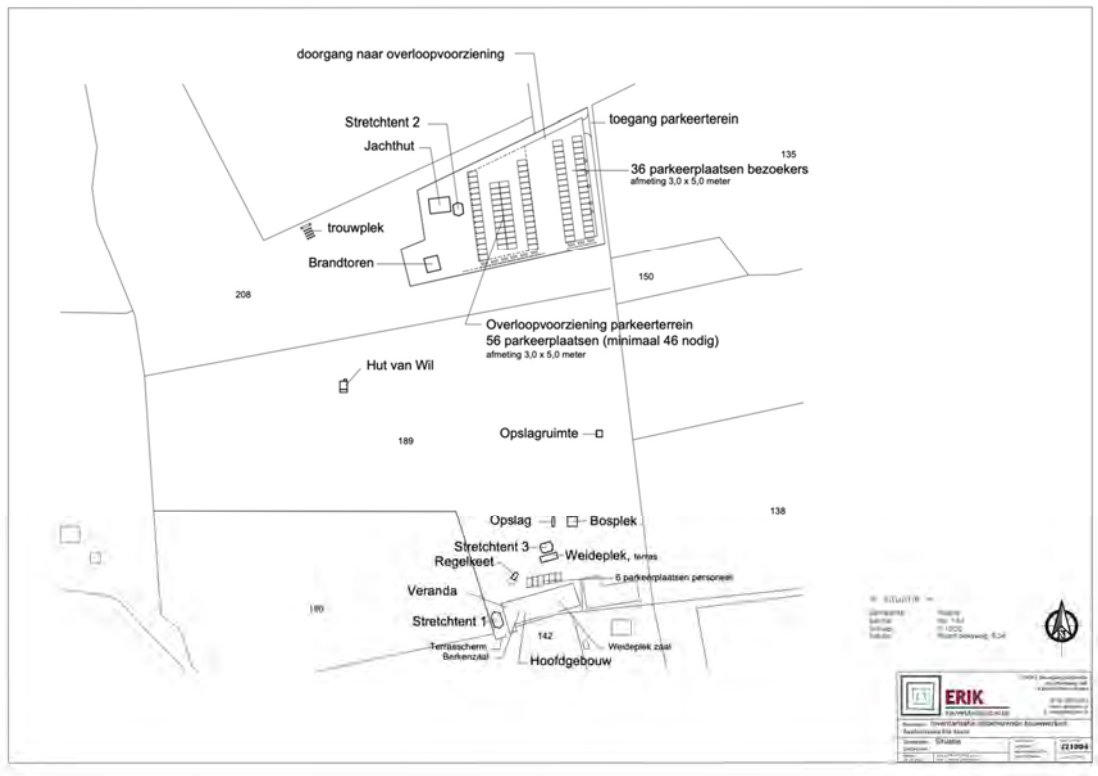 doorgang naar overloopvoorziening
Stretchtent 2
toegang parkeerterein
Jachthut
135
36 parkeerplaatsen bezoekers
afmeting 3,0 x 5,0 meter
trouwplek
Brandtoren
150
208
Overloopvoorziening parkeerterrein
56 parkeerplaatsen (minimaal 46 nodig)
afmeting 3,0 x 5,0 meter
Hut van Wil
189
Opslagruimte
138
Opslag
Bosplek
Stretchtent 3
Weideplek, terras
Regelkeet
6 parkeerplaatsen personeel
Veranda
180
Stretchtent 1
142
Terrasscherm
Berkenzaal
Weideplek zaal
Hoofdgebouw
ERIK
Situatie